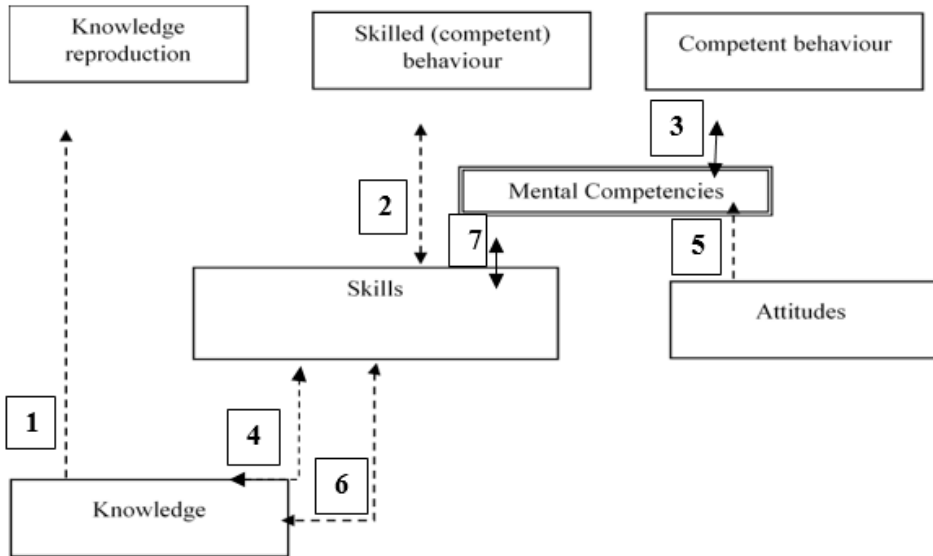 Knowledge
reproduction
Skilled (competent)
behaviour
Competent behaviour
3
Mental Competencies
2
7
5
Skills
Attitudes
1
4
6
Knowledge